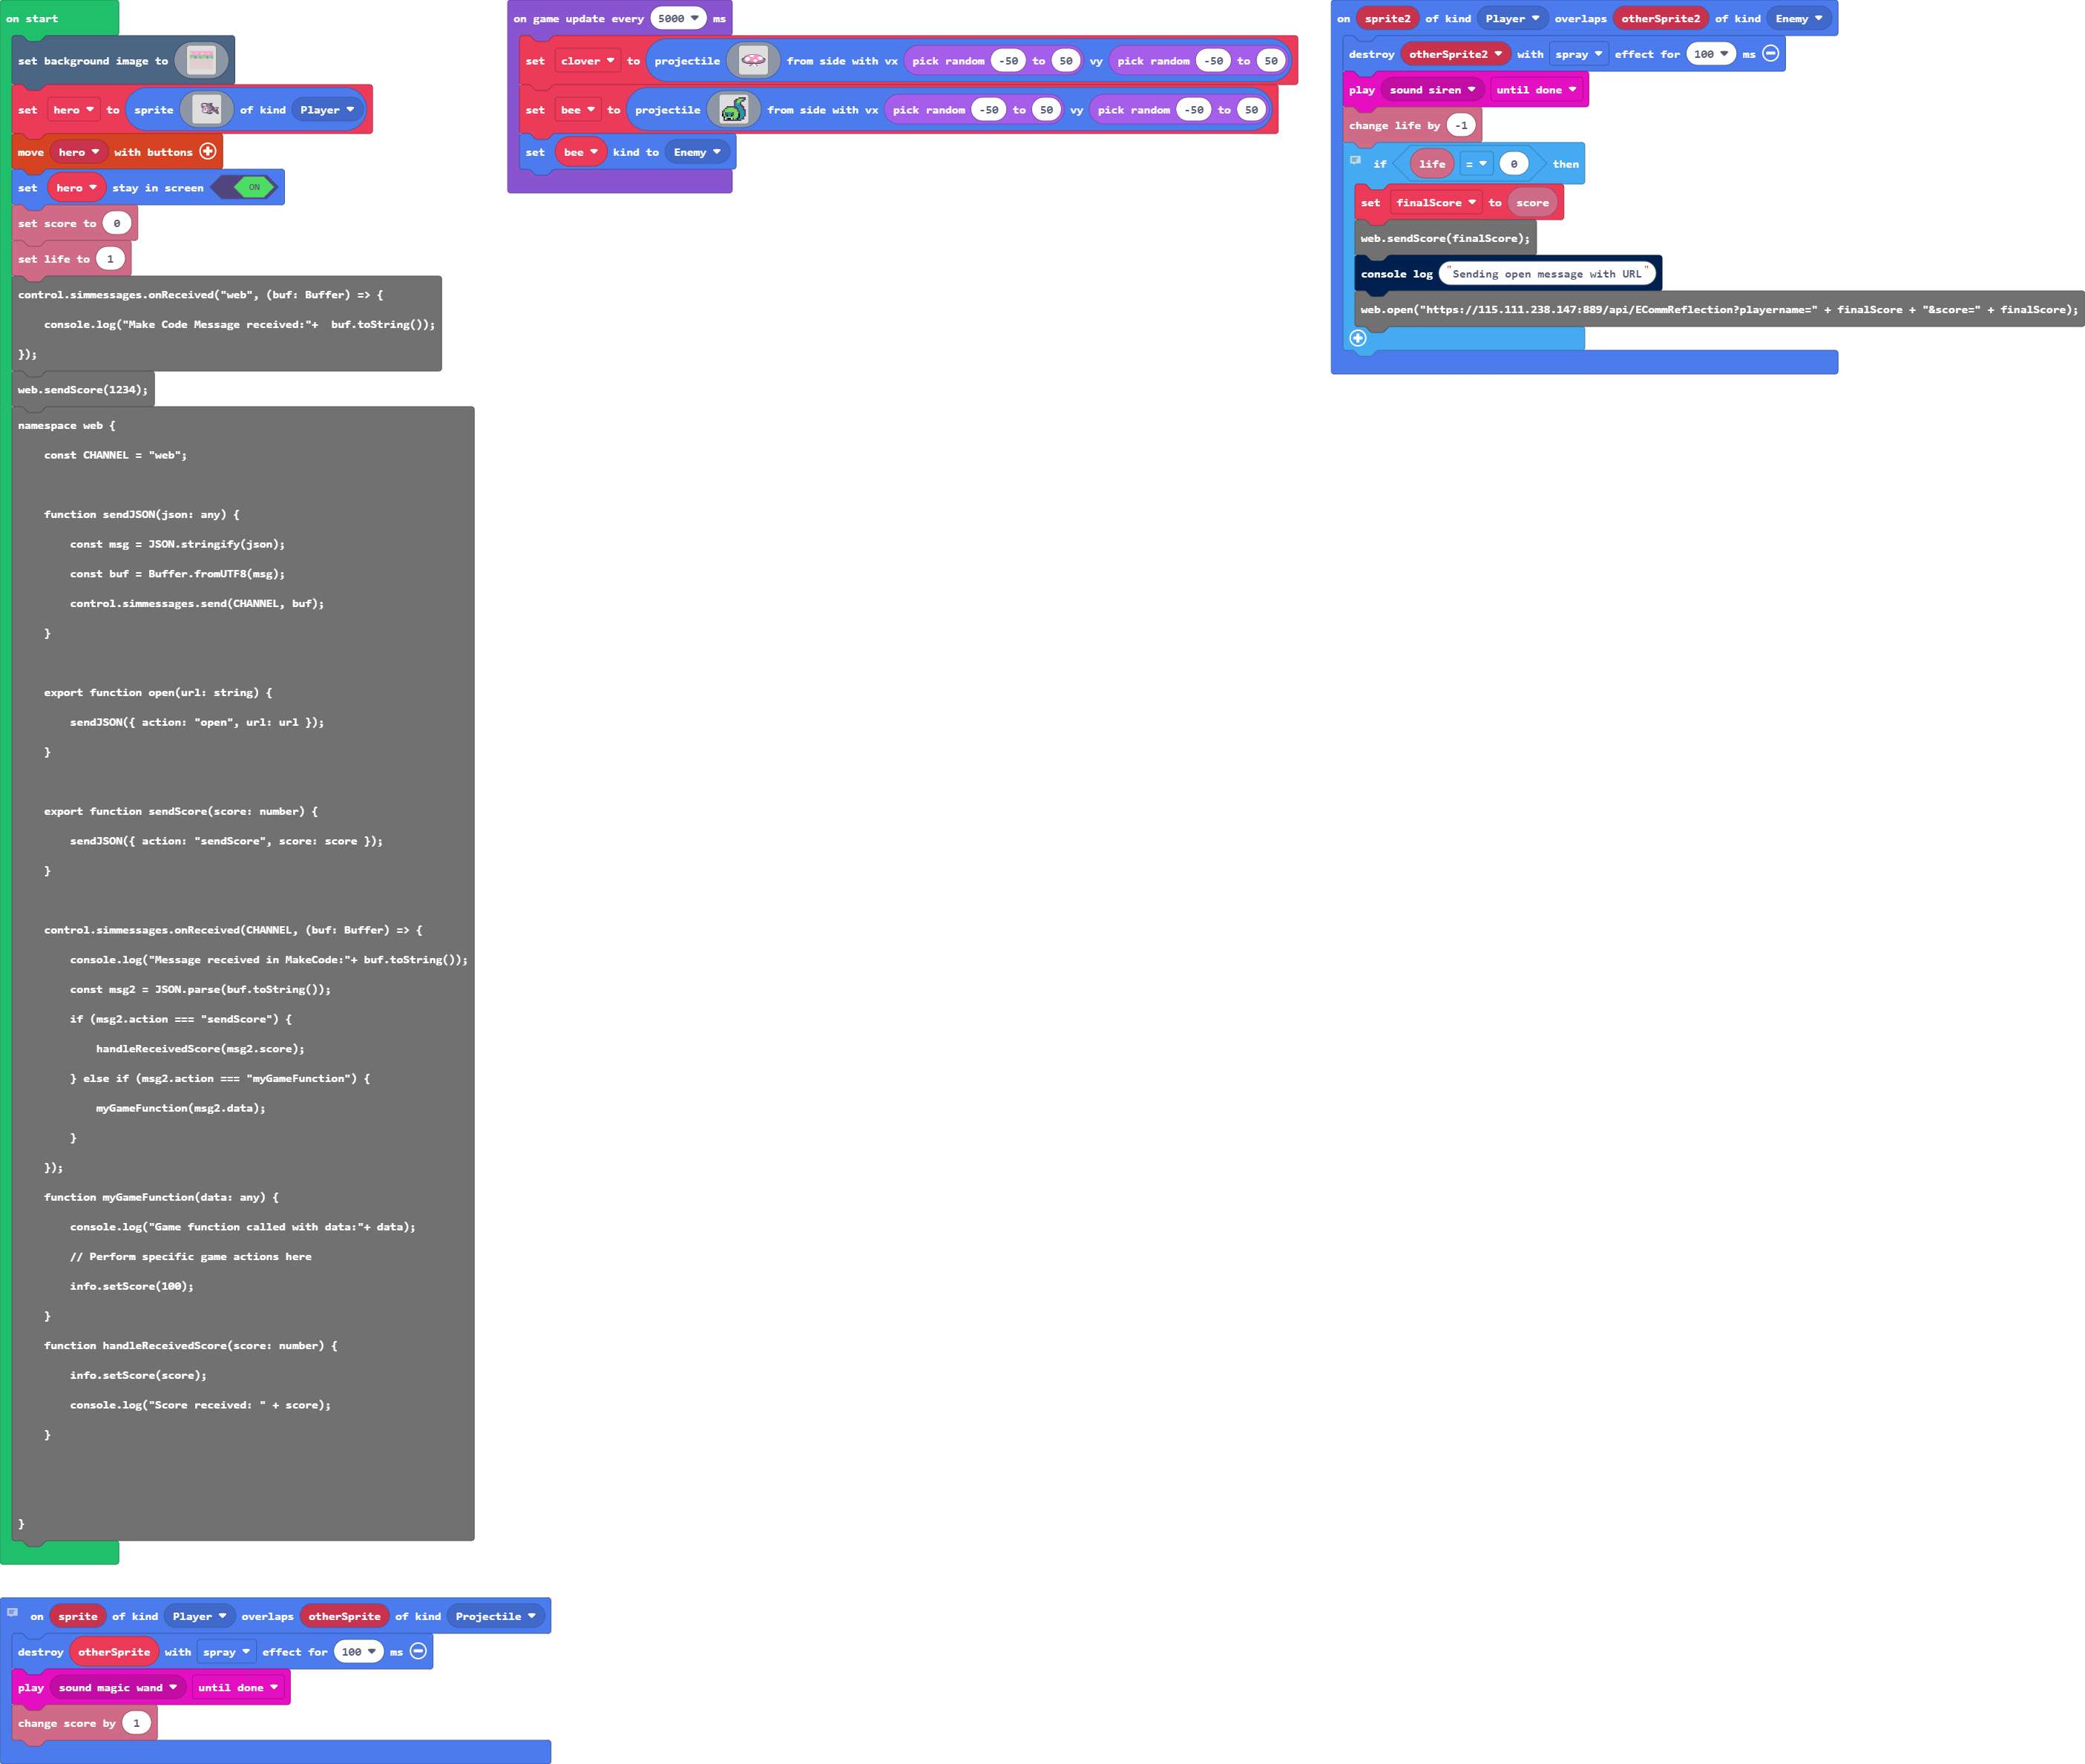 on start
set background image to
set hero to sprite of kind Player
move hero with buttons
set hero stay in screen ON
set score to 0
set life to 1
control.simmessages.onReceived("web", (buf: Buffer) => {
console.log("Make Code Message received:"+  buf.toString());
});
web.sendScore(1234);
namespace web {
const CHANNEL = "web";
function sendJSON(json: any) {
const msg = JSON.stringify(json);
const buf = Buffer.fromUTF8(msg);
control.simmessages.send(CHANNEL, buf);
}
export function open(url: string) {
sendJSON({ action: "open", url: url });
}
export function sendScore(score: number) {
sendJSON({ action: "sendScore", score: score });
}
control.simmessages.onReceived(CHANNEL, (buf: Buffer) => {
console.log("Message received in MakeCode:"+ buf.toString());
const msg2 = JSON.parse(buf.toString());
if (msg2.action === "sendScore") {
handleReceivedScore(msg2.score);
} else if (msg2.action === "myGameFunction") {
myGameFunction(msg2.data);
}
});
function myGameFunction(data: any) {
console.log("Game function called with data:"+ data);
// Perform specific game actions here
info.setScore(100);
}
function handleReceivedScore(score: number) {
info.setScore(score);
console.log("Score received: " + score);
}
}
on game update every 5000 ms
set clover to projectile from side with vx pick random -50 to 50 vy pick random -50 to 50
set bee to projectile from side with vx pick random -50 to 50 vy pick random -50 to 50
set bee kind to Enemy
on sprite2 of kind Player overlaps otherSprite2 of kind Enemy
destroy otherSprite2 with spray effect for 100 ms
play sound siren until done
change life by -1
if life = 0 then
set finalScore to score
web.sendScore(finalScore);
console log "Sending open message with URL"
web.open("https://115.111.238.147:889/api/ECommReflection?playername=" + finalScore + "&score=" + finalScore);
on sprite of kind Player overlaps otherSprite of kind Projectile
destroy otherSprite with spray effect for 100 ms
play sound magic wand until done
change score by 1